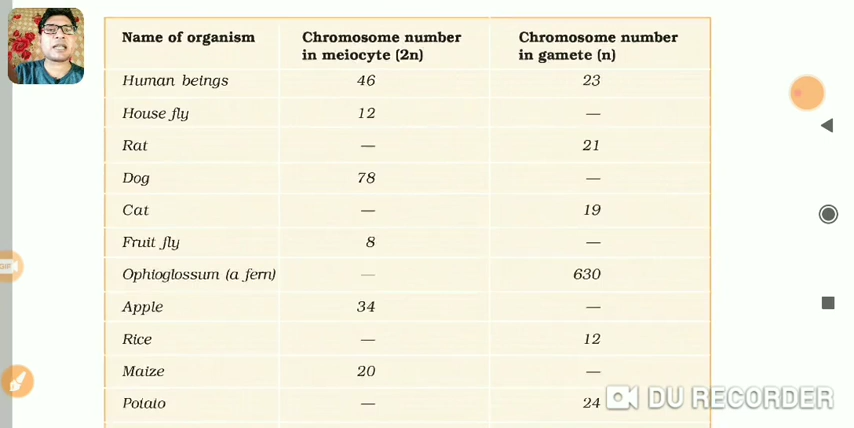 Name of organism Chromosome number in meiocyte (2n) Chromosome number in gamete (n)
Human beings 46 23
House fly 12 —
Rat — 21
Dog 78 —
Cat — 19
Fruit fly 8 —
Ophioglossum (a fern) — 630
Apple 34 —
Rice — 12
Maize 20 —
Potato — 24
DU RECORDER
GIF